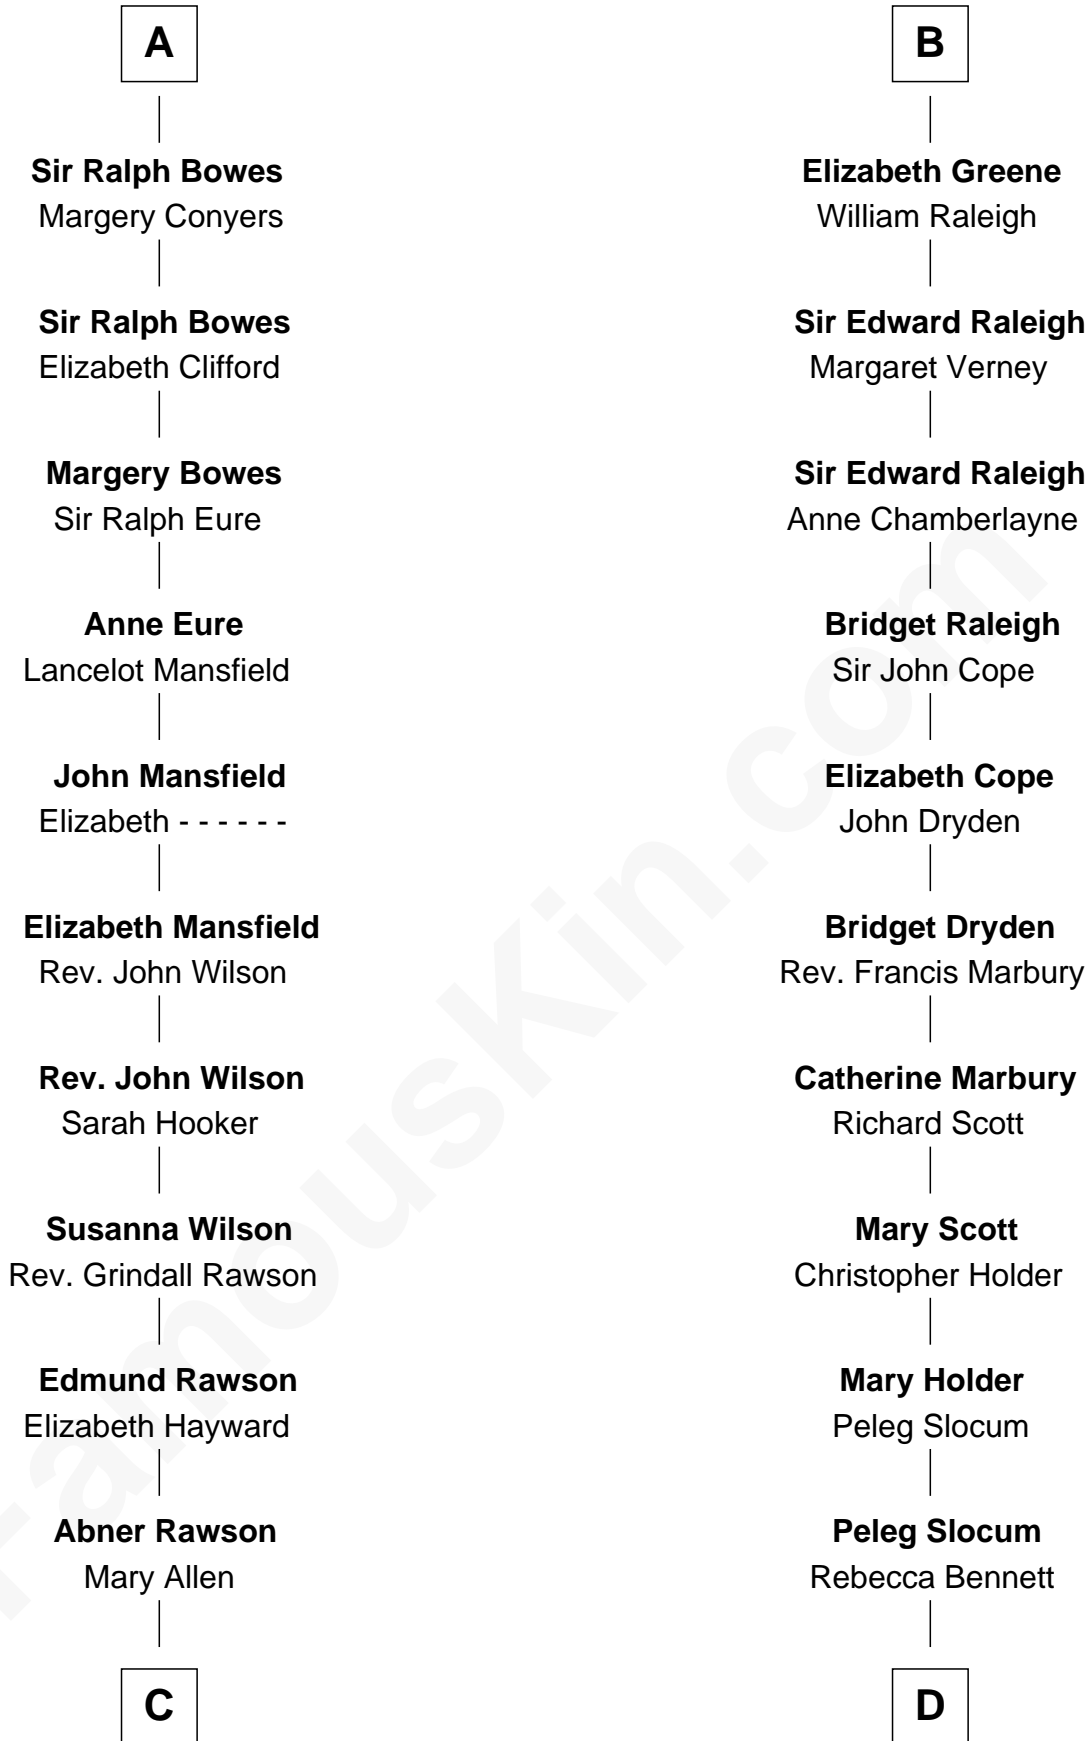 A
Sir Ralph Bowes
Margery Conyers
Sir Ralph Bowes
Elizabeth Clifford
Margery Bowes
Sir Ralph Eure
Anne Eure
Lancelot Mansfield
John Mansfield
Elizabeth - - - - - -
Elizabeth Mansfield
Rev. John Wilson
Rev. John Wilson
Sarah Hooker
Susanna Wilson
Rev. Grindall Rawson
Edmund Rawson
Elizabeth Hayward
Abner Rawson
Mary Allen
C
B
Elizabeth Greene
William Raleigh
Sir Edward Raleigh
Margaret Verney
Sir Edward Raleigh
Anne Chamberlayne
Bridget Raleigh
Sir John Cope
Elizabeth Cope
John Dryden
Bridget Dryden
Rev. Francis Marbury
Catherine Marbury
Richard Scott
Mary Scott
Christopher Holder
Mary Holder
Peleg Slocum
Peleg Slocum
Rebecca Bennett
D
FamousKin.com